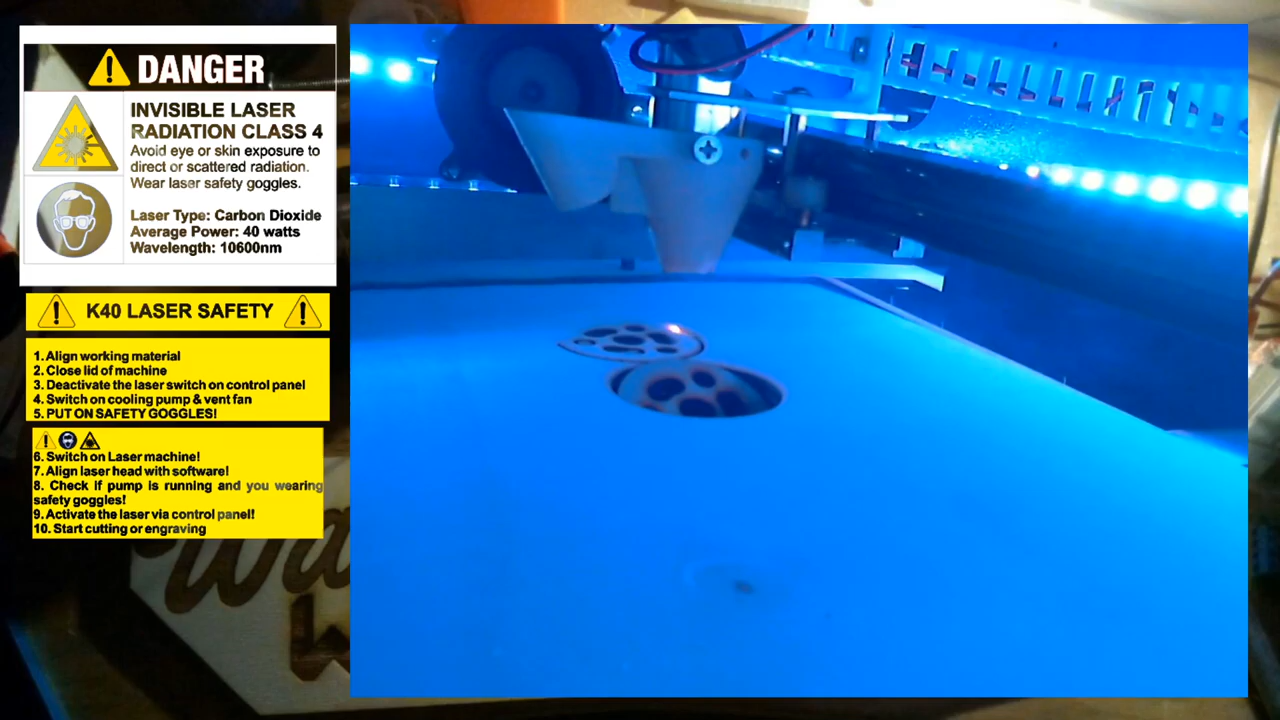 DANGER
INVISIBLE LASER
RADIATION CLASS 4
Avoid eye or skin exposure to
direct or scattered radiation.
Wear laser safety goggles.
Laser Type: Carbon Dioxide
Average Power: 40 watts
Wavelength: 10600nm
K40 LASER SAFETY
1. Align working material
2. Close lid of machine
3. Deactivate the laser switch on control panel
4. Switch on cooling pump & vent fan
5. PUT ON SAFETY GOGGLES!
6. Switch on Laser machine!
7. Align laser head with software!
8. Check if pump is running and you wearing
safety goggles!
9. Activate the laser via control panel!
10. Start cutting or engraving